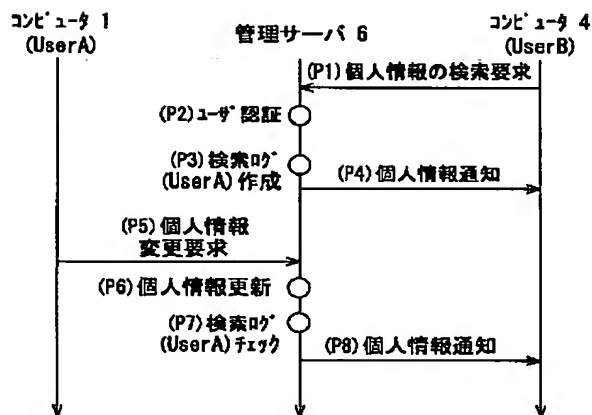 コンピュータ 1
(UserA)
管理サーバ 6
コンピュータ 4
(UserB)
(P1)個人情報の検索要求
(P2)ユーザ認証
(P3)検索ログ
(UserA)作成
(P4)個人情報通知
(P5)個人情報
変更要求
(P6)個人情報更新
(P7)検索ログ
(UserA)チェック
(P8)個人情報通知